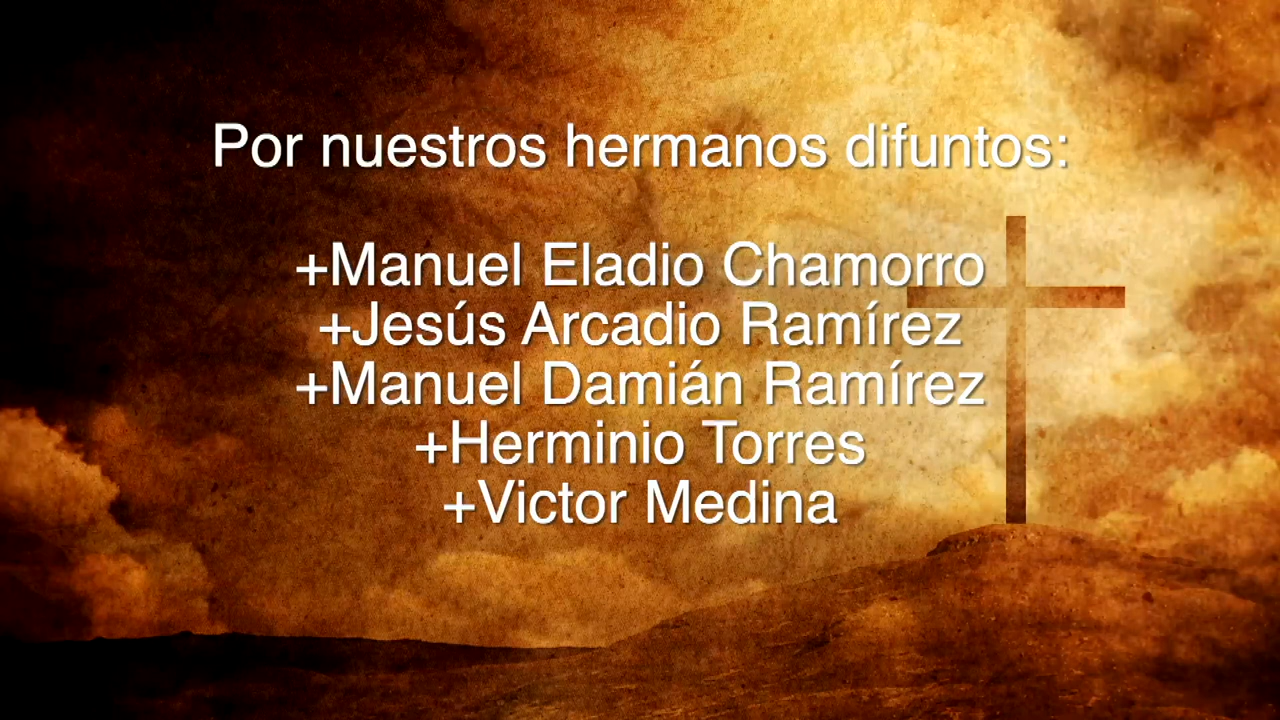 Por nuestros hermanos difuntos:
+Manuel Eladio Chamorro
+Jesús Arcadio Ramírez
+Manuel Damián Ramírez
+Herminio Torres
+Victor Medina